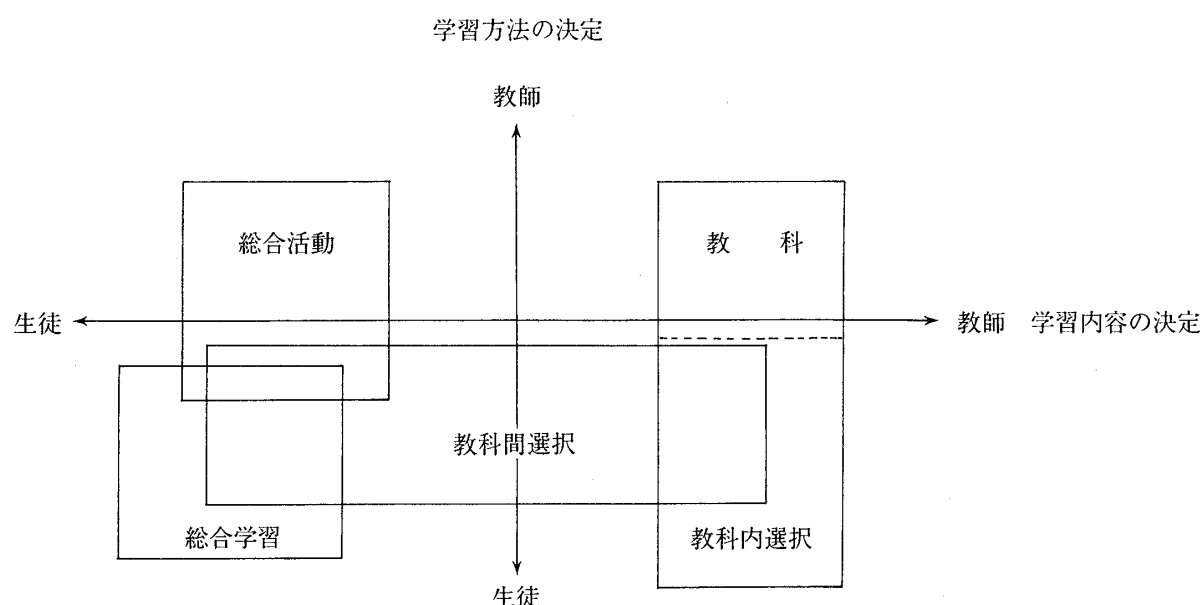 学習方法の決定
教師
総合活動
教　　科
生徒
教師　学習内容の決定
教科間選択
総合学習
教科内選択
生徒